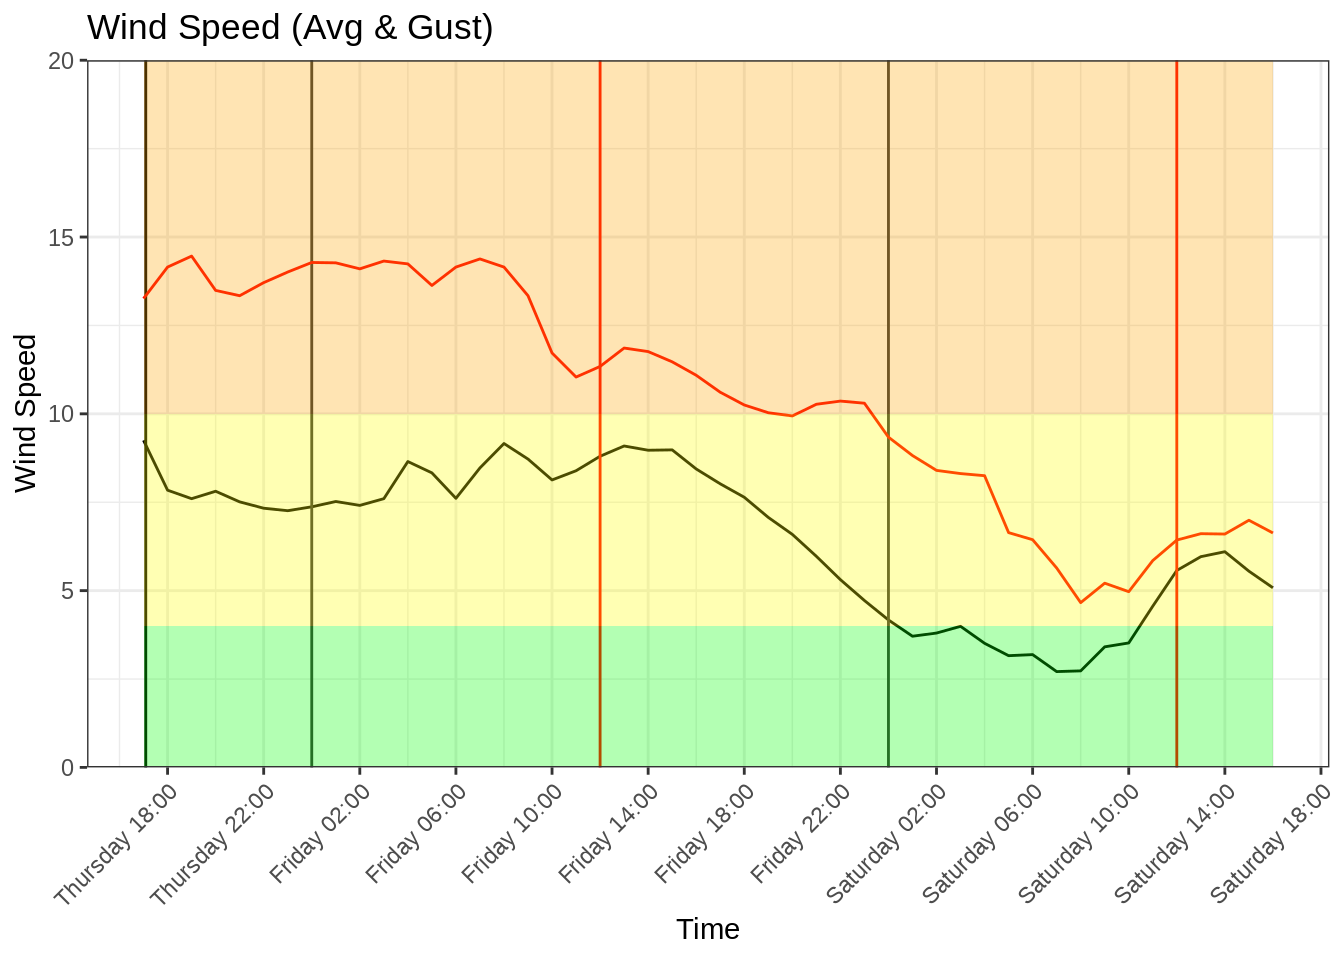 Wind Speed (Avg & Gust)
20
15
10
5
0
Wind Speed
Thursday 18:00
Thursday 22:00
Friday 02:00
Friday 06:00
Friday 10:00
Friday 14:00
Friday 18:00
Friday 22:00
Saturday 02:00
Saturday 06:00
Saturday 10:00
Saturday 14:00
Saturday 18:00
Time